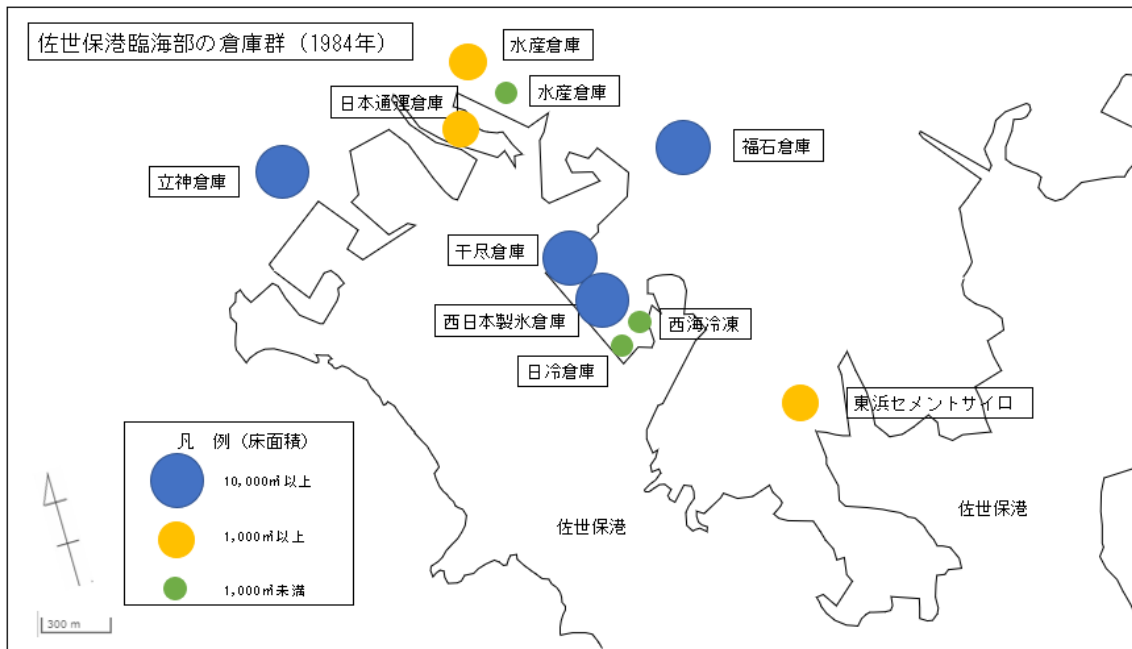 佐世保港臨海部の倉庫群（1984年）
水産倉庫
水産倉庫
日本通運倉庫
福石倉庫
立神倉庫
干尽倉庫
西日本製氷倉庫
西海冷凍
日冷倉庫
東浜セメントサイロ
凡 例（床面積）
10,000㎡以上
1,000㎡以上
1,000㎡未満
佐世保港
佐世保港
300 m